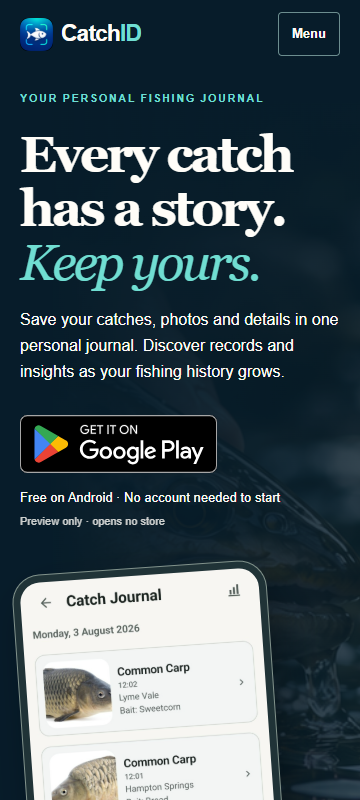 CatchID
Menu
YOUR PERSONAL FISHING JOURNAL
Every catch
has a story.
Keep yours.
Save your catches, photos and details in one
personal journal. Discover records and
insights as your fishing history grows.
GET IT ON
Google Play
Free on Android · No account needed to start
Preview only · opens no store
Catch Journal
Monday, 3 August 2026
Common Carp
12:02
Lyme Vale
Bait: Sweetcorn
Common Carp
12:01
Hampton Springs
Bait: Bread